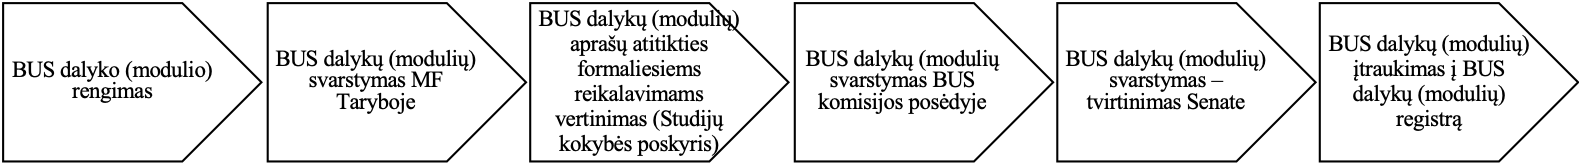 BUS dalyko (modulio)
rengimas
BUS dalykų (modulių)
svarstymas MF
Taryboje
BUS dalykų (modulių)
aprašų atitikties
formaliesiems
reikalavimams
vertinimas (Studijų
kokybės poskyris)
BUS dalykų (modulių
svarstymas BUS
komisijos posėdyje
BUS dalykų (modulių)
svarstymas –
tvirtinimas Senate
BUS dalykų (modulių)
įtraukimas į BUS
dalykų (modulių)
registrą